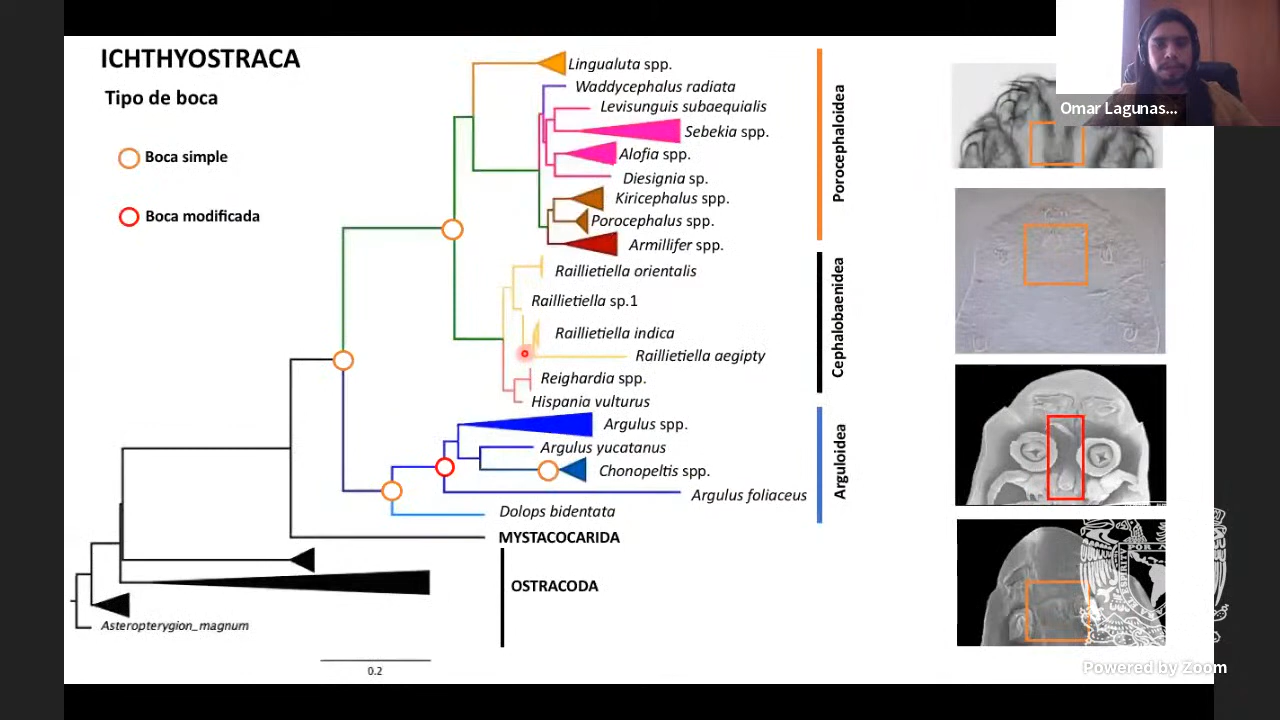 ICHTHYOSTRACA
Tipo de boca
Boca simple
Boca modificada
Lingualuta spp.
Waddycephalus radiata
Levisunguis subaequialis
Sebekia spp.
Alofia spp.
Diesignia sp.
Kiricephalus spp.
Porocephalus spp.
Armillifer spp.
Raillietiella orientalis
Raillietiella sp.1
Raillietiella indica
Raillietiella aegipty
Reighardia spp.
Hispania vulturus
Argulus spp.
Argulus yucatanus
Chonopeltis spp.
Argulus foliaceus
Dolops bidentata
MYSTACOCARIDA
OSTRACODA
Asteropterygion_magnum
0.2
Porocephaloidea
Cephalobaenidea
Arguloidea
Omar Lagunas...
POR
ESPIRITV
Powered by Zoom